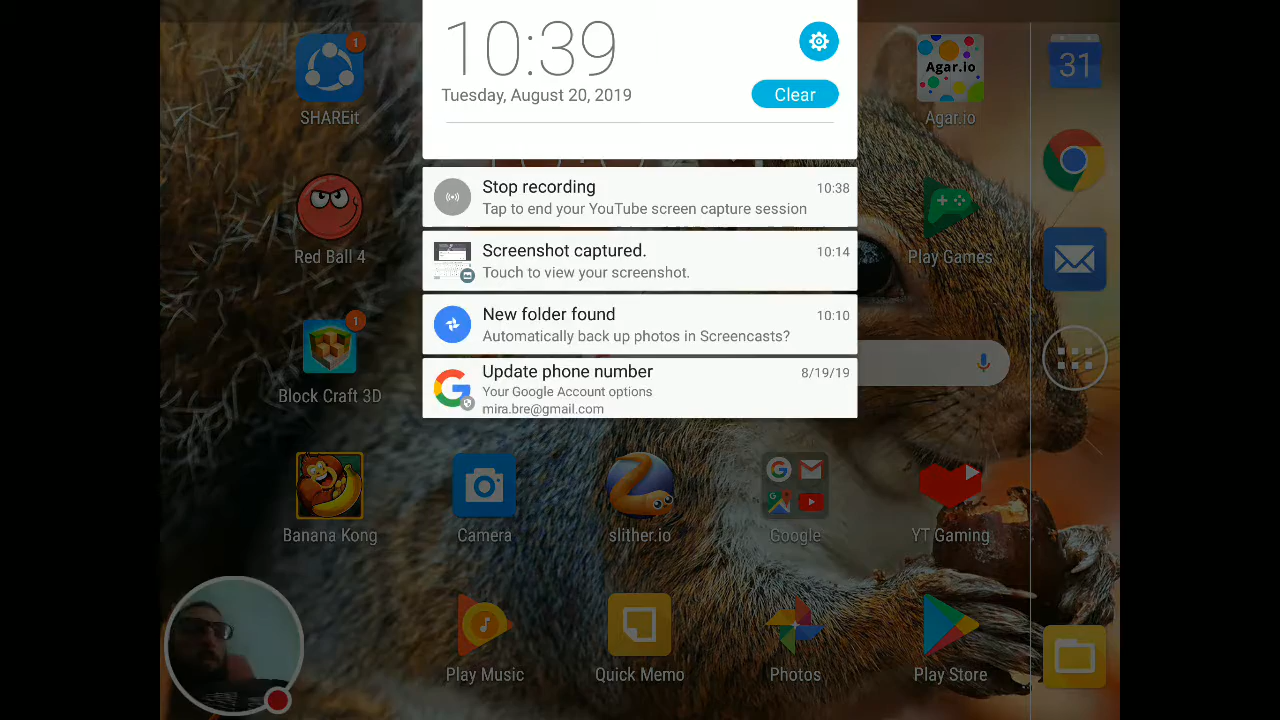 10:39
Tuesday, August 20, 2019
Clear
Stop recording 10:38
Tap to end your YouTube screen capture session
Screenshot captured. 10:14
Touch to view your screenshot.
New folder found 10:10
Automatically back up photos in Screencasts?
Update phone number 8/19/19
Your Google Account options
mira.bre@gmail.com
1
SHAREit
Agar.io
Agar.io
31
Red Ball 4
Play Games
1
Block Craft 3D
Banana Kong
Camera
slither.io
Google
YT Gaming
Play Music
Quick Memo
Photos
Play Store